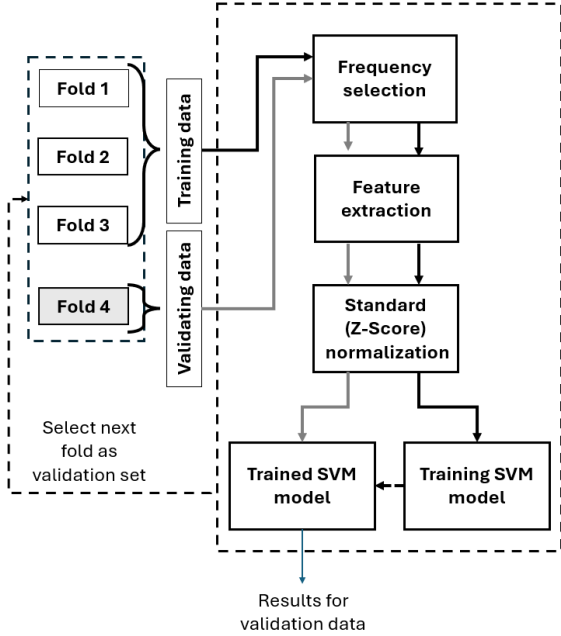 Fold 1
Fold 2
Fold 3
Fold 4
Training data
Validating data
Frequency
selection
Feature
extraction
Standard
(Z-Score)
normalization
Trained SVM
model
Training SVM
model
Select next
fold as
validation set
Results for
validation data